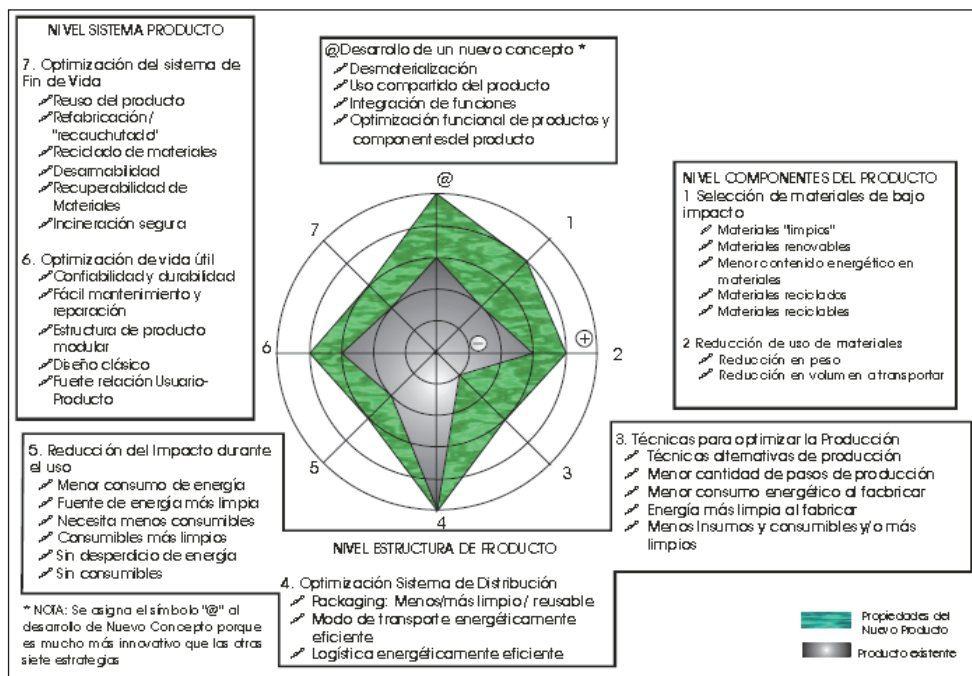 NIVEL SISTEMA PRODUCTO
7. Optimización del sistema de
Fin de Vida
Reuso del producto
Refabricación/
"recauchutado"
Reciclado de materiales
Desarmabilidad
Recuperabilidad de
Materiales
Incineración segura
6. Optimización de vida útil
Confiabilidad y durabilidad
Fácil mantenimiento y
reparación
Estructura de producto
modular
Diseño clásico
Fuerte relación Usuario-
Producto
@Desarrollo de un nuevo concepto *
Desmaterialización
Uso compartido del producto
Integración de funciones
Optimización funcional de productos y
componentes del producto
NIVEL COMPONENTES DEL PRODUCTO
1 Selección de materiales de bajo
impacto
Materiales "limpios"
Materiales renovables
Menor contenido energético en
materiales
Materiales reciclados
Materiales reciclables
2 Reducción de uso de materiales
Reducción en peso
Reducción en volumen a transportar
@
1
2
3
4
5
6
7
−
+
5. Reducción del Impacto durante
el uso
Menor consumo de energía
Fuente de energía más limpia
Necesita menos consumibles
Consumibles más limpios
Sin desperdicio de energía
Sin consumibles
3. Técnicas para optimizar la Producción
Técnicas alternativas de producción
Menor cantidad de pasos de producción
Menor consumo energético al facbricar
Energía más limpia al fabricar
Menos Insumos y consumibles y/o más
limpios
NIVEL ESTRUCTURA DE PRODUCTO
4. Optimización Sistema de Distribución
Packaging: Menos/más limpio / reusable
Modo de transporte energéticamente
eficiente
Logística energéticamente eficiente
* NOTA: Se asigna el símbolo "@" al
desarrollo de Nuevo Concepto porque
es mucho más innovativo que las otras
siete estrategias
Propiedades del
Nuevo Producto
Producto existente